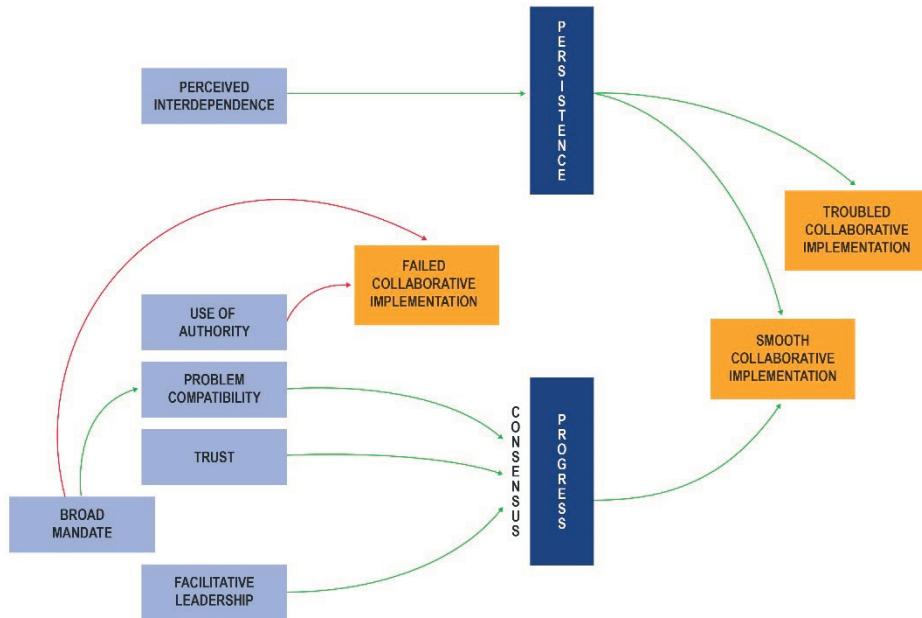 PERSISTENCE
PERCEIVED
INTERDEPENDENCE
TROUBLED
COLLABORATIVE
IMPLEMENTATION
FAILED
COLLABORATIVE
IMPLEMENTATION
USE OF
AUTHORITY
SMOOTH
COLLABORATIVE
IMPLEMENTATION
PROBLEM
COMPATIBILITY
CONSENSUS
PROGRESS
TRUST
BROAD
MANDATE
FACILITATIVE
LEADERSHIP